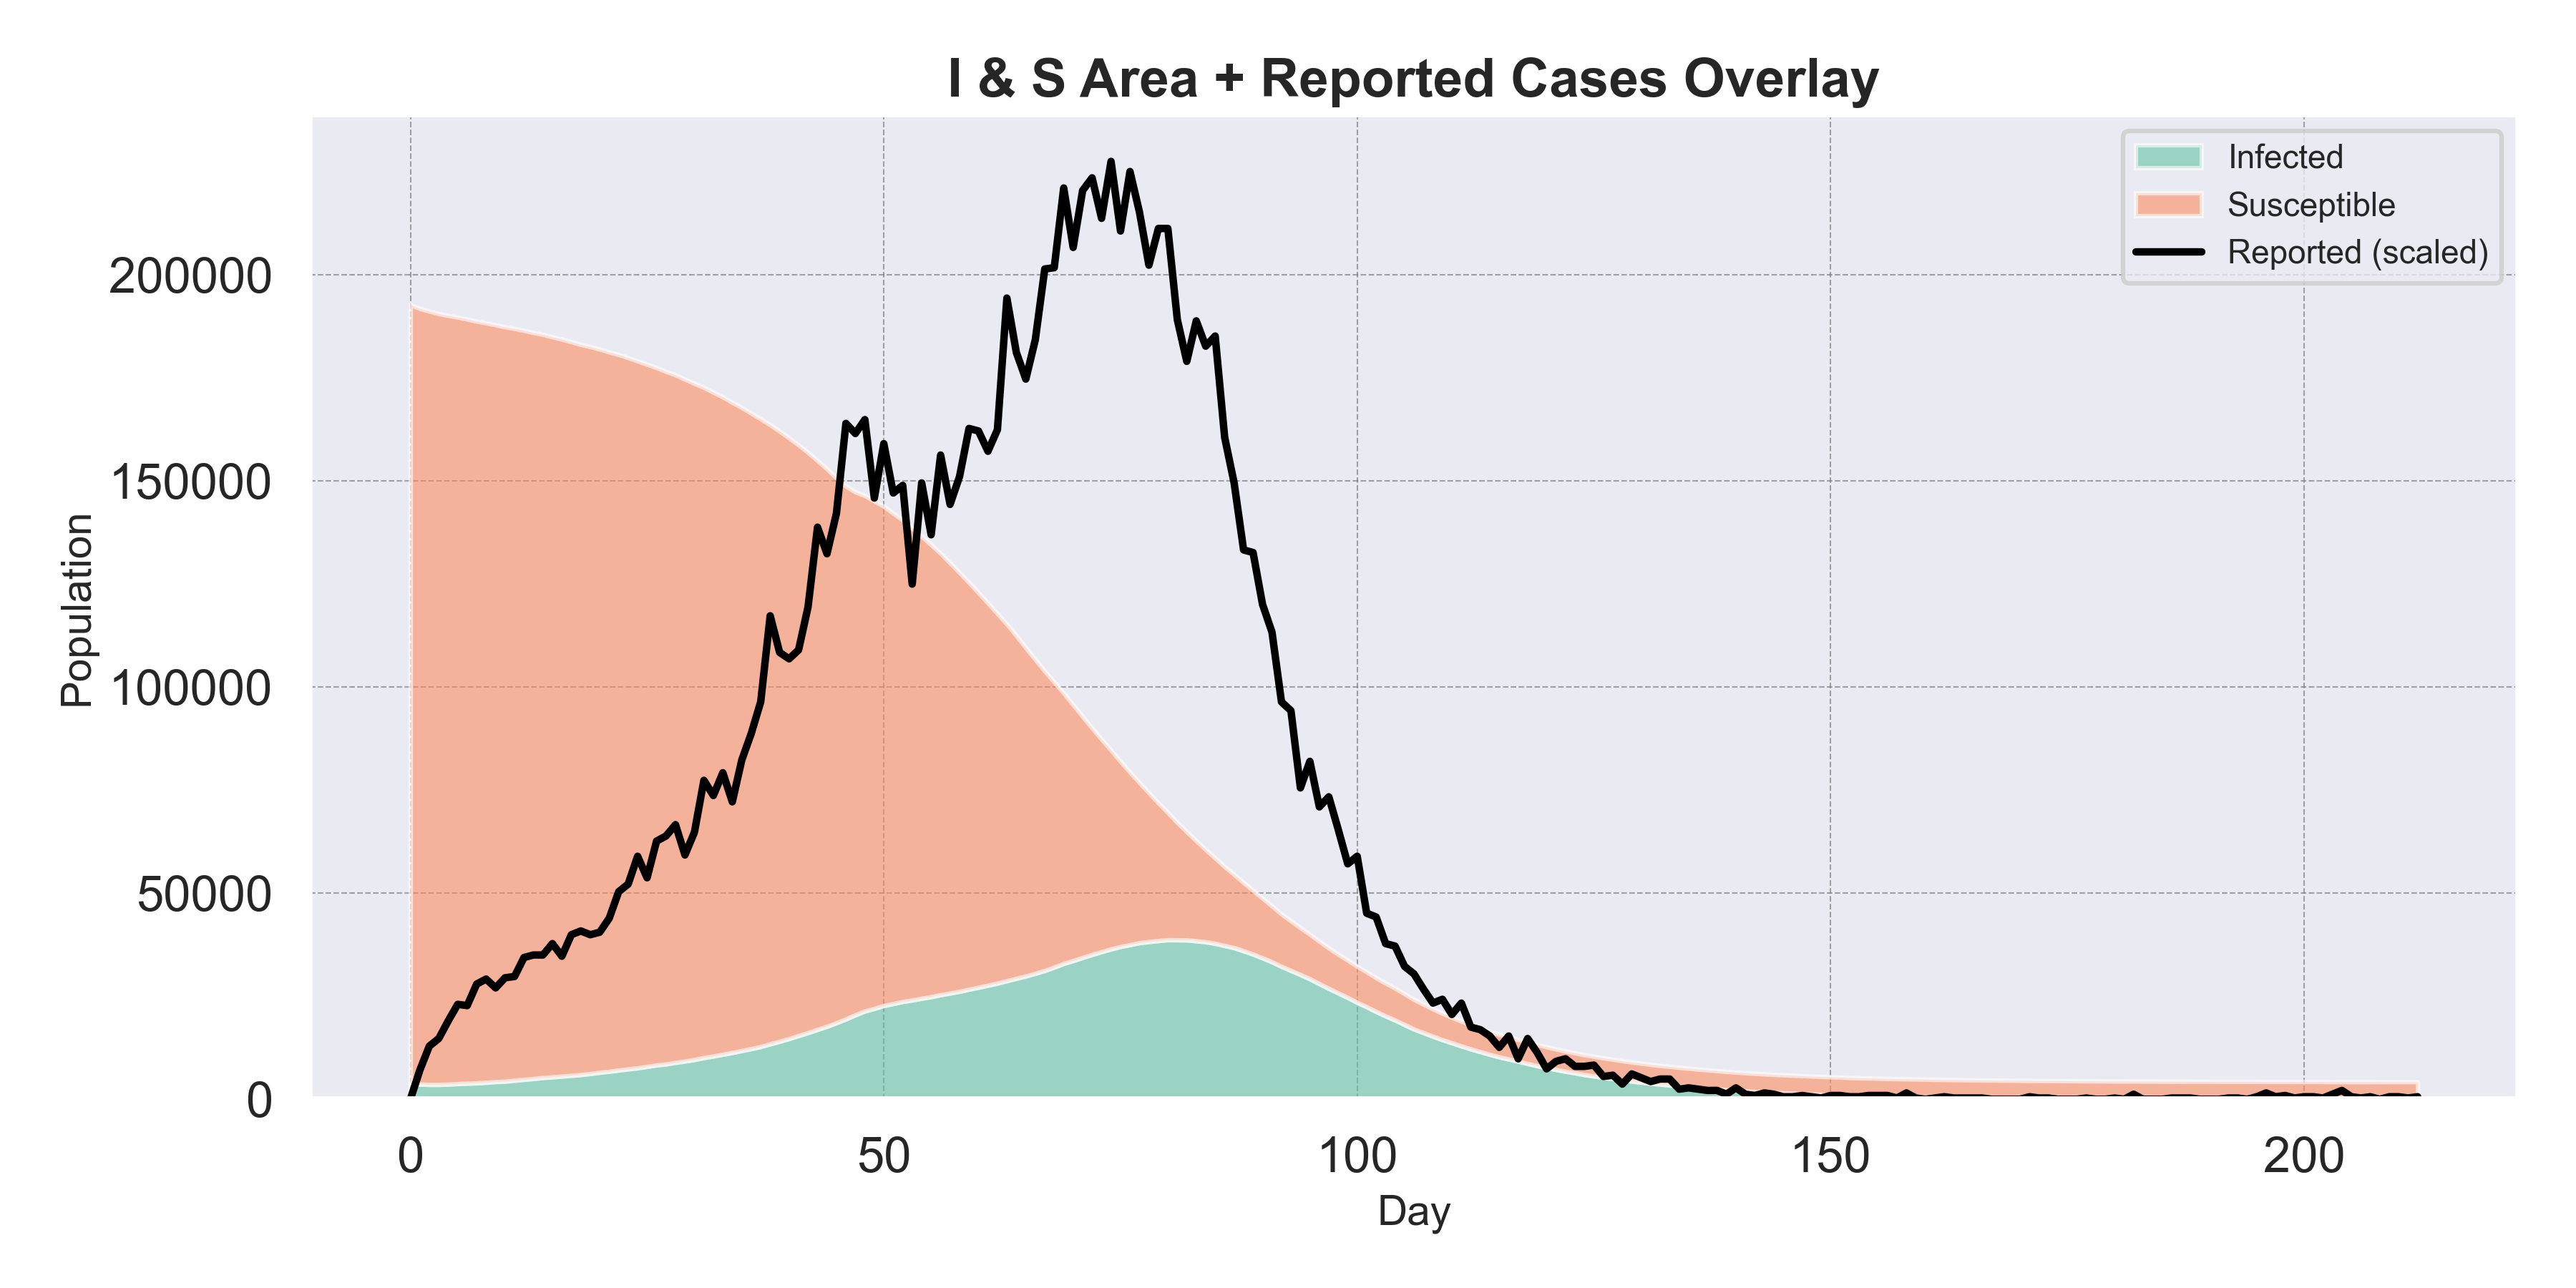 I & S Area + Reported Cases Overlay
Infected
Susceptible
Reported (scaled)
Population
200000
150000
100000
50000
0
0 50 100 150 200
Day